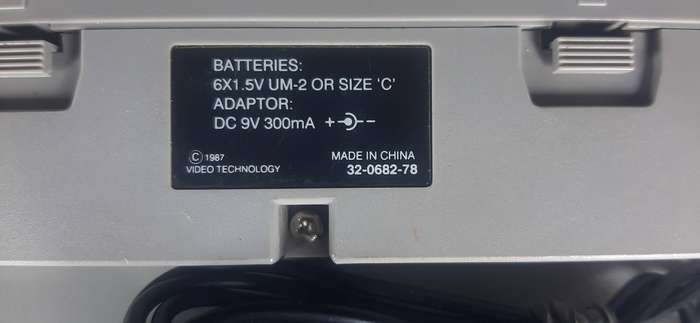 BATTERIES:
6X1.5V UM-2 OR SIZE 'C'
ADAPTOR:
DC 9V 300mA + -
© 1987
VIDEO TECHNOLOGY
MADE IN CHINA
32-0682-78